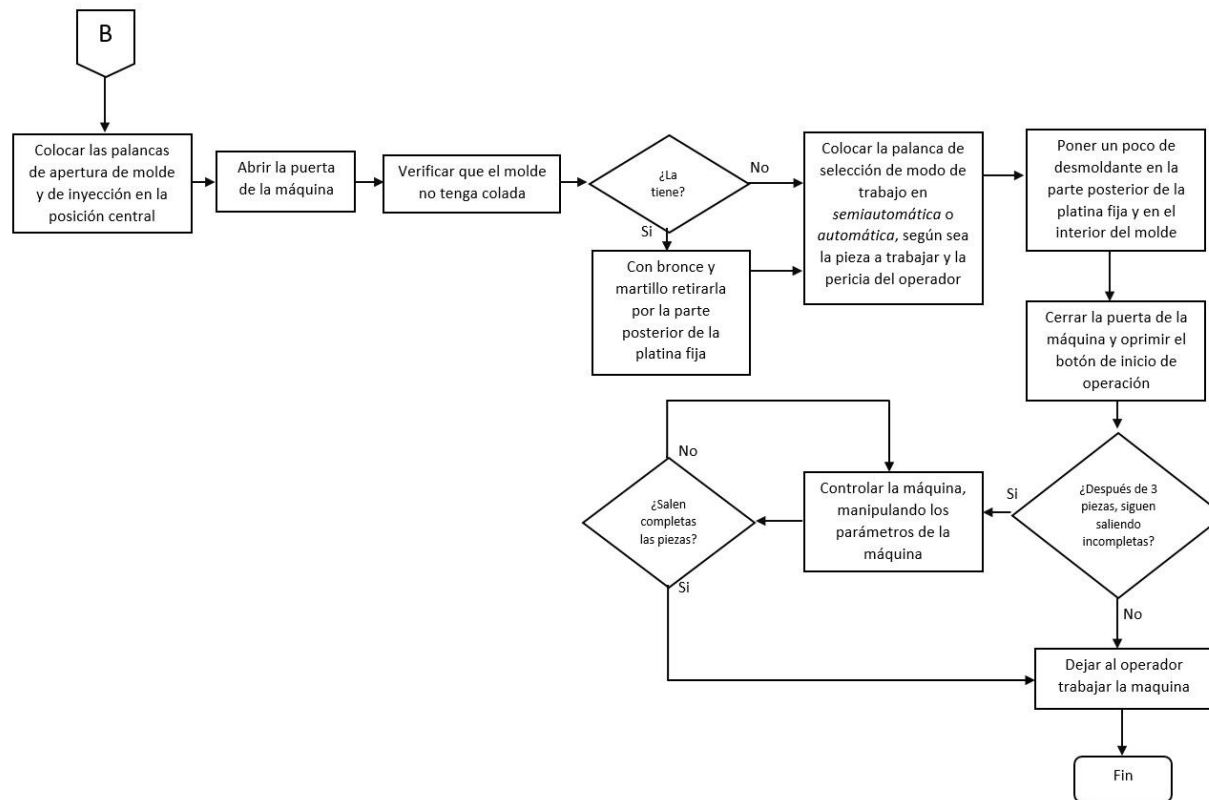 B
Colocar las palancas
de apertura de molde
y de inyección en la
posición central
Abrir la puerta
de la máquina
Verificar que el molde
no tenga colada
¿La
tiene?
No
Si
Con bronce y
martillo retirarla
por la parte
posterior de la
platina fija
Colocar la palanca de
selección de modo de
trabajo en
semiautomática o
automática, según sea
la pieza a trabajar y la
pericia del operador
Poner un poco de
desmoldante en la
parte posterior de la
platina fija y en el
interior del molde
Cerrar la puerta de la
máquina y oprimir el
botón de inicio de
operación
¿Después de 3
piezas, siguen
saliendo
incompletas?
Si
No
Controlar la máquina,
manipulando los
parámetros de la
máquina
¿Salen
completas
las piezas?
No
Si
Dejar al operador
trabajar la maquina
Fin